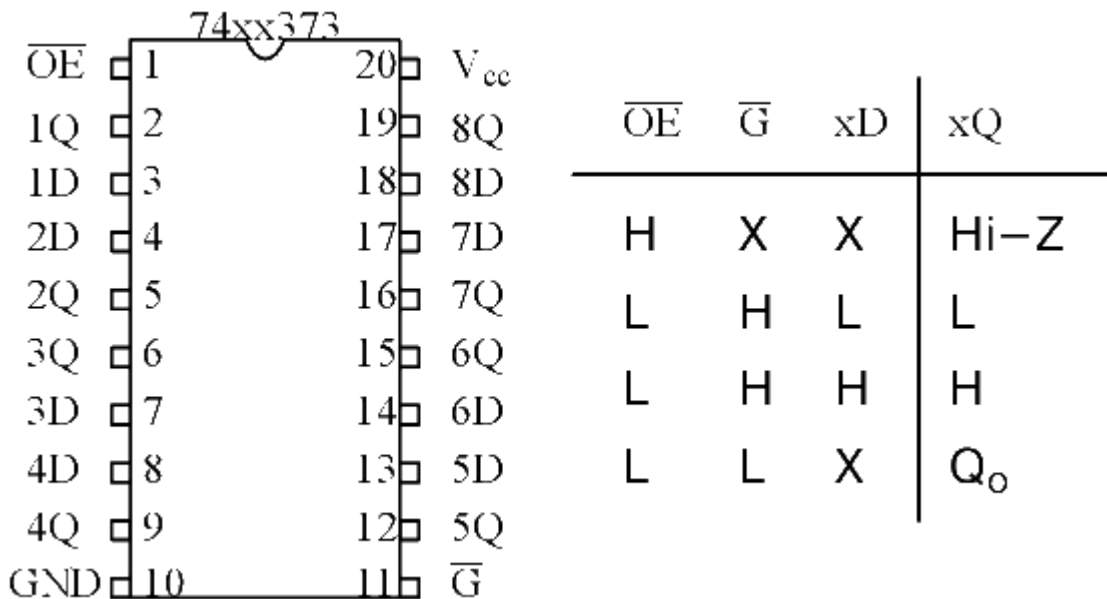 74xx373
O̅E̅ 1 20 Vcc
1Q 2 19 8Q
1D 3 18 8D
2D 4 17 7D
2Q 5 16 7Q
3Q 6 15 6Q
3D 7 14 6D
4D 8 13 5D
4Q 9 12 5Q
GND 10 11 G̅
O̅E̅ G̅ xD xQ
H X X Hi–Z
L H L L
L H H H
L L X Qo